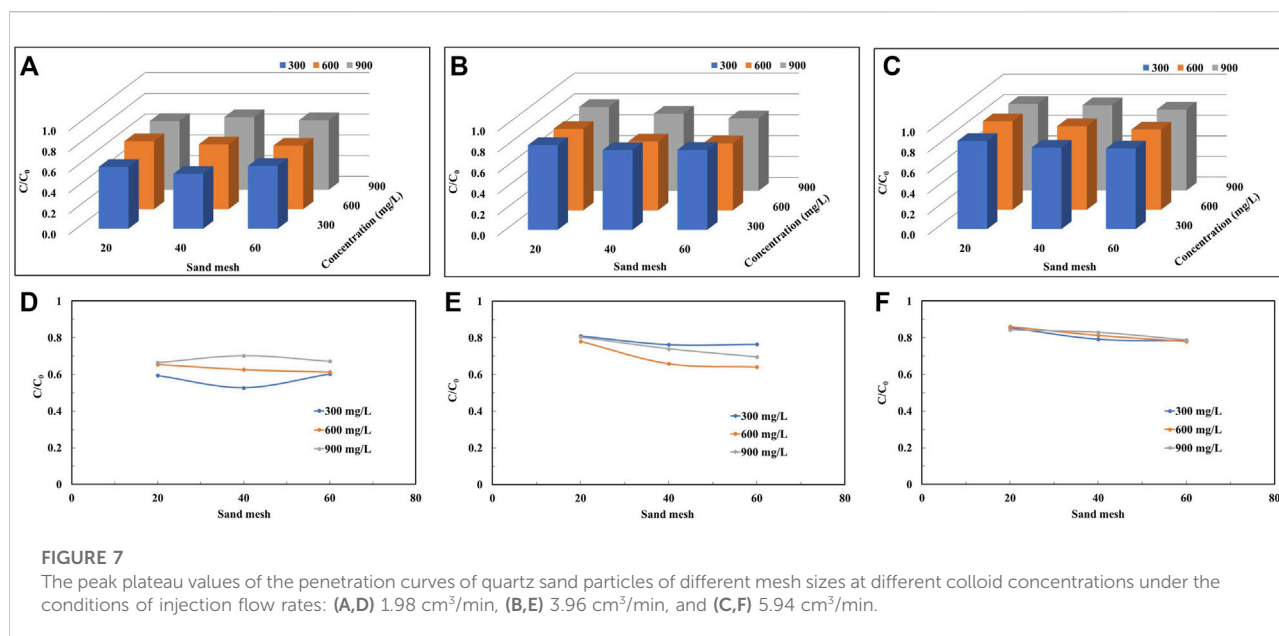 A
300 600 900
1.0
0.8
0.6
0.4
0.2
0.0
C/C₀
20 40 60
Sand mesh
300
600
900
Concentration (mg/L)
B
300 600 900
1.0
0.8
0.6
0.4
0.2
0.0
C/C₀
20 40 60
Sand mesh
300
600
900
Concentration (mg/L)
C
300 600 900
1.0
0.8
0.6
0.4
0.2
0.0
C/C₀
20 40 60
Sand mesh
300
600
900
Concentration (mg/L)
D
1
0.8
0.6
0.4
0.2
0
C/C₀
300 mg/L
600 mg/L
900 mg/L
0 20 40 60 80
Sand mesh
E
1
0.8
0.6
0.4
0.2
0
C/C₀
300 mg/L
600 mg/L
900 mg/L
0 20 40 60 80
Sand mesh
F
1
0.8
0.6
0.4
0.2
0
C/C₀
300 mg/L
600 mg/L
900 mg/L
0 20 40 60 80
Sand mesh
FIGURE 7
The peak plateau values of the penetration curves of quartz sand particles of different mesh sizes at different colloid concentrations under the
conditions of injection flow rates: (A,D) 1.98 cm³/min, (B,E) 3.96 cm³/min, and (C,F) 5.94 cm³/min.